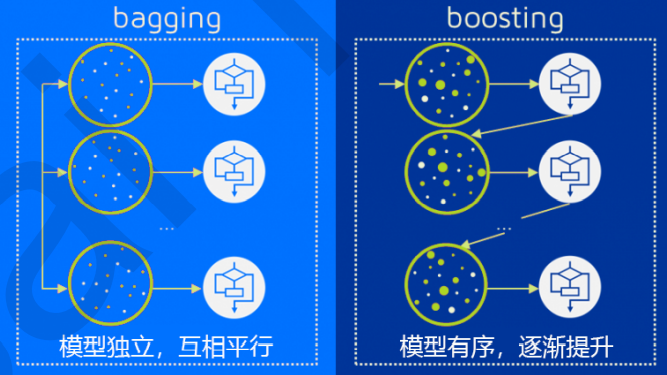 bagging
boosting
...
...
模型独立，互相平行
模型有序，逐渐提升